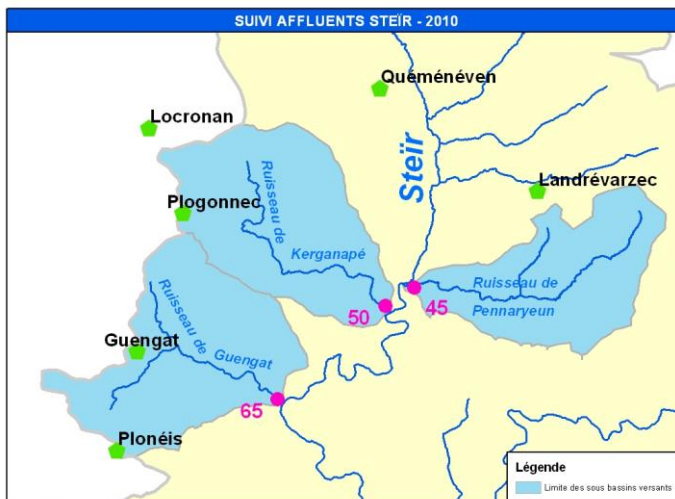 SUIVI AFFLUENTS STEÏR - 2010
Quéménéven
Locronan
Steïr
Landrévarzec
Ruisseau de
Kerganapé
Plogonnec
Ruisseau de
Pennaryeun
50
45
Ruisseau de
Guengat
Guengat
65
Plonéis
Légende
Limite des sous bassins versants